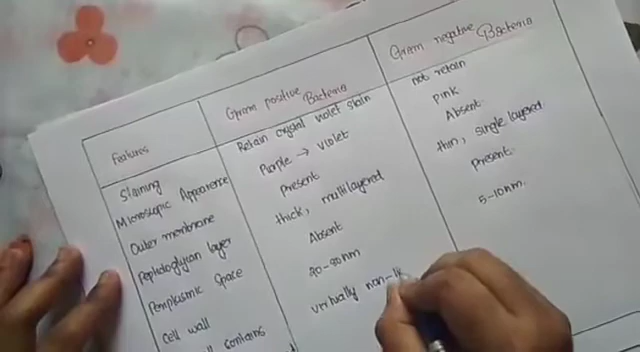 Features Gram positive Bacteria Gram negative Bacteria
Staining Retain crystal violet stain not retain
Microscopic Appearence Purple → violet Pink
Outer membrane Present Absent
Peptidoglycan layer thick, multilayered thin, single layered
Periplasmic space Absent Present
Cell wall 20-80nm 5-10nm
contains virtually non-